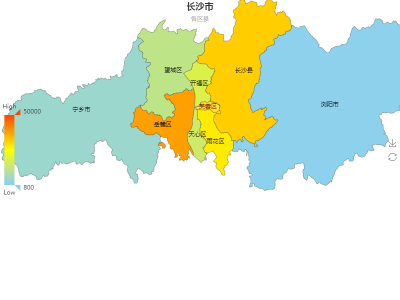 长沙市
各区县
望城区
长沙县
开福区
浏阳市
High
芙蓉区
宁乡市
50000
岳麓区
天心区
雨花区
800
Low